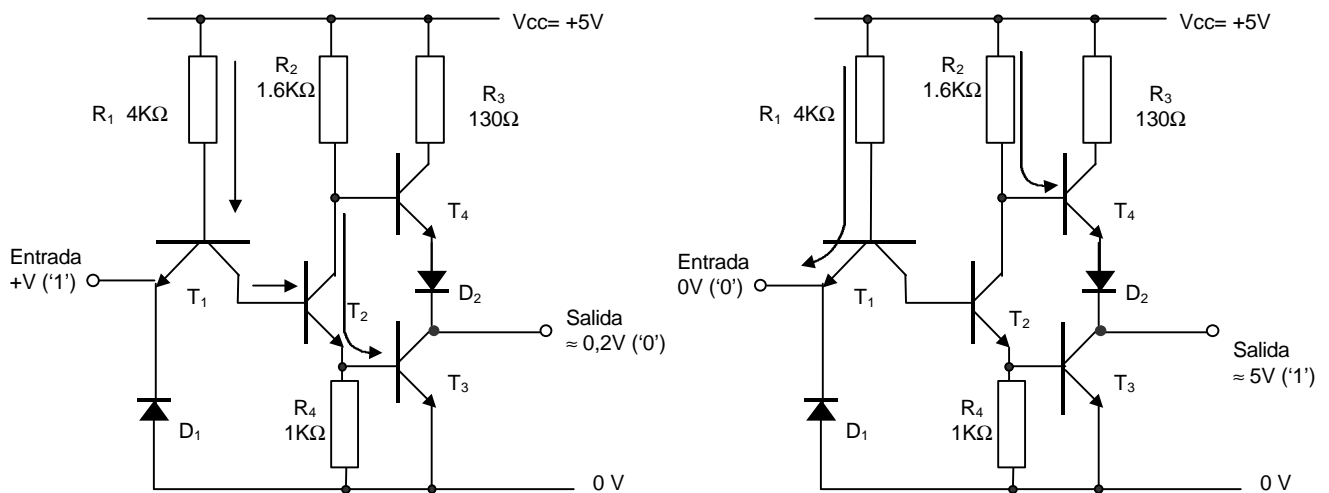 Vcc= +5V
R₂
1.6KΩ
R₃
130Ω
R₁ 4KΩ
T₄
Entrada
+V ('1')
T₁
T₂
D₂
Salida
≈ 0,2V ('0')
T₃
R₄
1KΩ
D₁
0 V
Vcc= +5V
R₂
1.6KΩ
R₃
130Ω
R₁ 4KΩ
T₄
Entrada
0V ('0')
T₁
T₂
D₂
Salida
≈ 5V ('1')
T₃
R₄
1KΩ
D₁
0 V